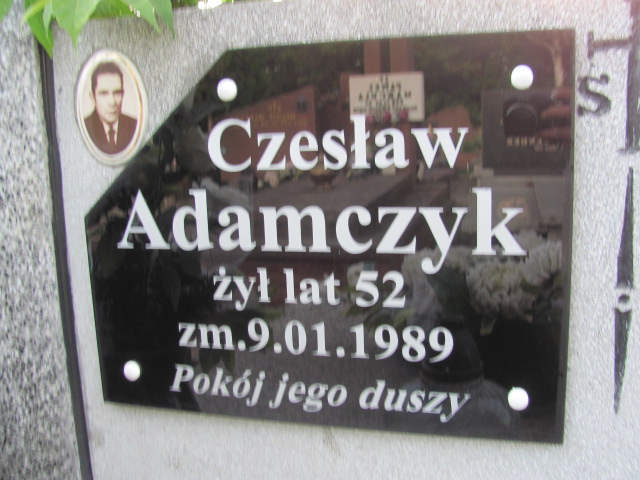 Czesław
Adamczyk
żył lat 52
zm.9.01.1989
Pokój jego duszy